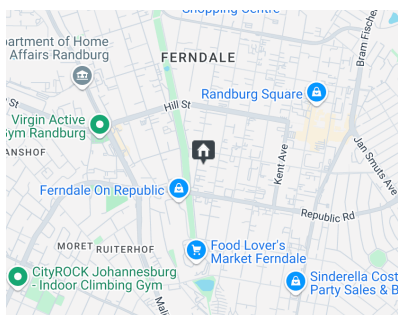 Shopping Centre
partment of Home
Affairs Randburg
FERNDALE
Bram Fischer
Randburg Square
Hill St
St
Virgin Active
Gym Randburg
ANSHOF
Kent Ave
Jan Smuts Ave
Ferndale On Republic
Republic Rd
MORET
RUITERHOF
Food Lover's
Market Ferndale
CityROCK Johannesburg
- Indoor Climbing Gym
Sinderella Cost
Party Sales & B
Mali